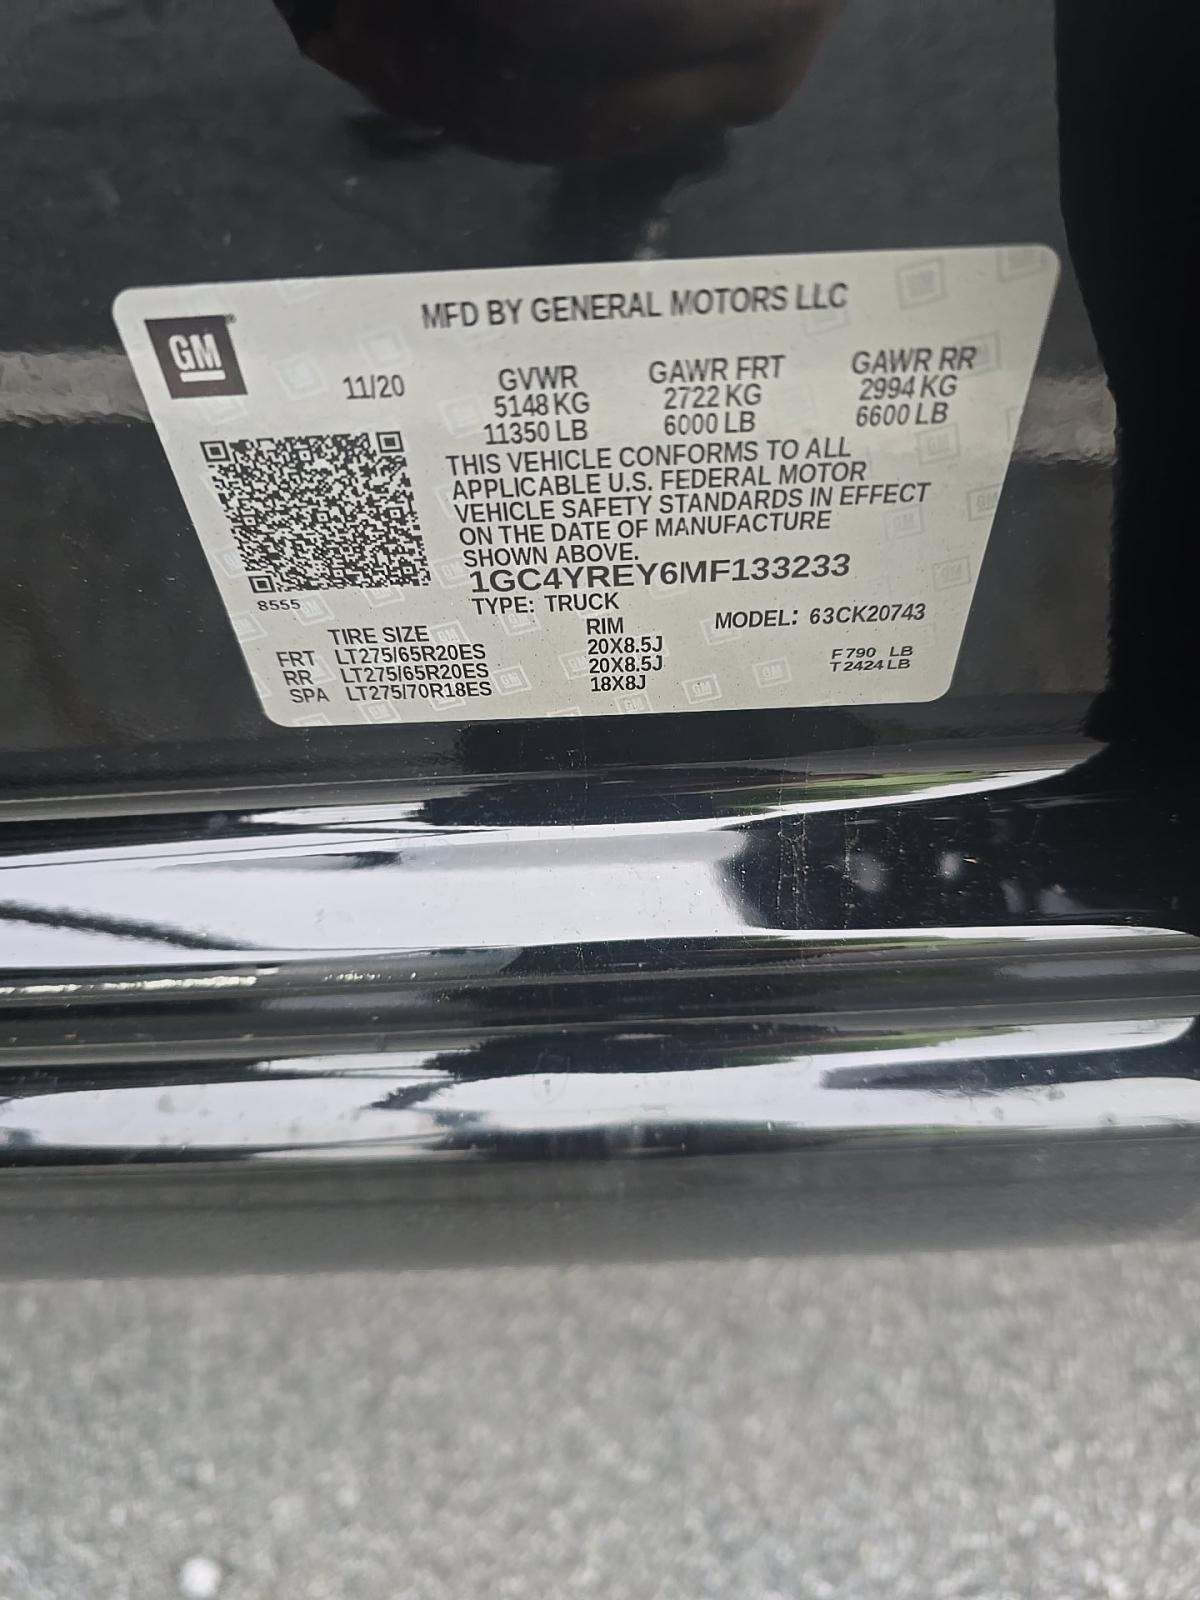 MFD BY GENERAL MOTORS LLC
GM
11/20
GVWR GAWR FRT GAWR RR
5148 KG 2722 KG 2994 KG
11350 LB 6000 LB 6600 LB
THIS VEHICLE CONFORMS TO ALL
APPLICABLE U.S. FEDERAL MOTOR
VEHICLE SAFETY STANDARDS IN EFFECT
ON THE DATE OF MANUFACTURE
SHOWN ABOVE.
8555
1GC4YREY6MF133233
TYPE: TRUCK MODEL: 63CK20743
TIRE SIZE RIM
FRT LT275/65R20ES 20X8.5J F 790 LB
RR LT275/65R20ES 20X8.5J T 2424 LB
SPA LT275/70R18ES 18X8J